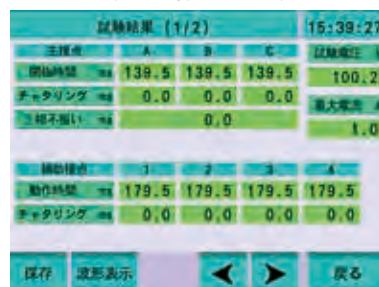 試験結果 (1/2) 15:39:27
主接点 A B C 試験電圧
開始時間 ms 139.5 139.5 139.5 100.2
チャタリング ms 0.0 0.0 0.0 最大電流 A
三相不揃い ms 0.0 1.0
補助接点 1 2 3 4
動作時間 ms 179.5 179.5 179.5 179.5
チャタリング ms 0.0 0.0 0.0 0.0
保存 波形表示 < > 戻る